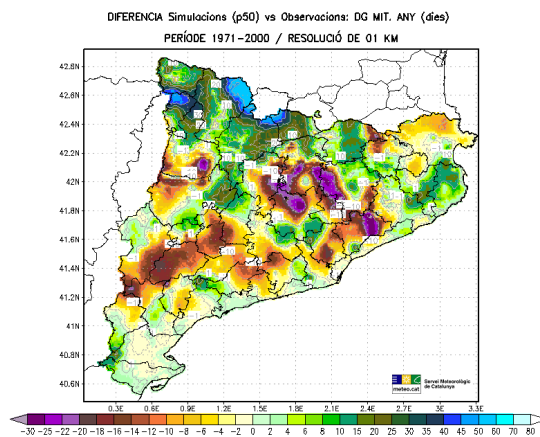 DIFERENCIA Simulacions (p50) vs Observacions: DG MIT. ANY (dies)
PERÍODE 1971-2000 / RESOLUCIÓ DE 01 KM
42.8N
42.6N
42.4N
42.2N
42N
41.8N
41.6N
41.4N
41.2N
41N
40.8N
40.6N
0.3E 0.6E 0.9E 1.2E 1.5E 1.8E 2.1E 2.4E 2.7E 3E 3.3E
meteo.cat
Servei Meteorològic
de Catalunya
-30 -25 -22 -20 -18 -16 -14 -12 -10 -8 -6 -4 -2 0 2 4 6 8 10 15 20 25 30 35 40 45 50 60 70 80